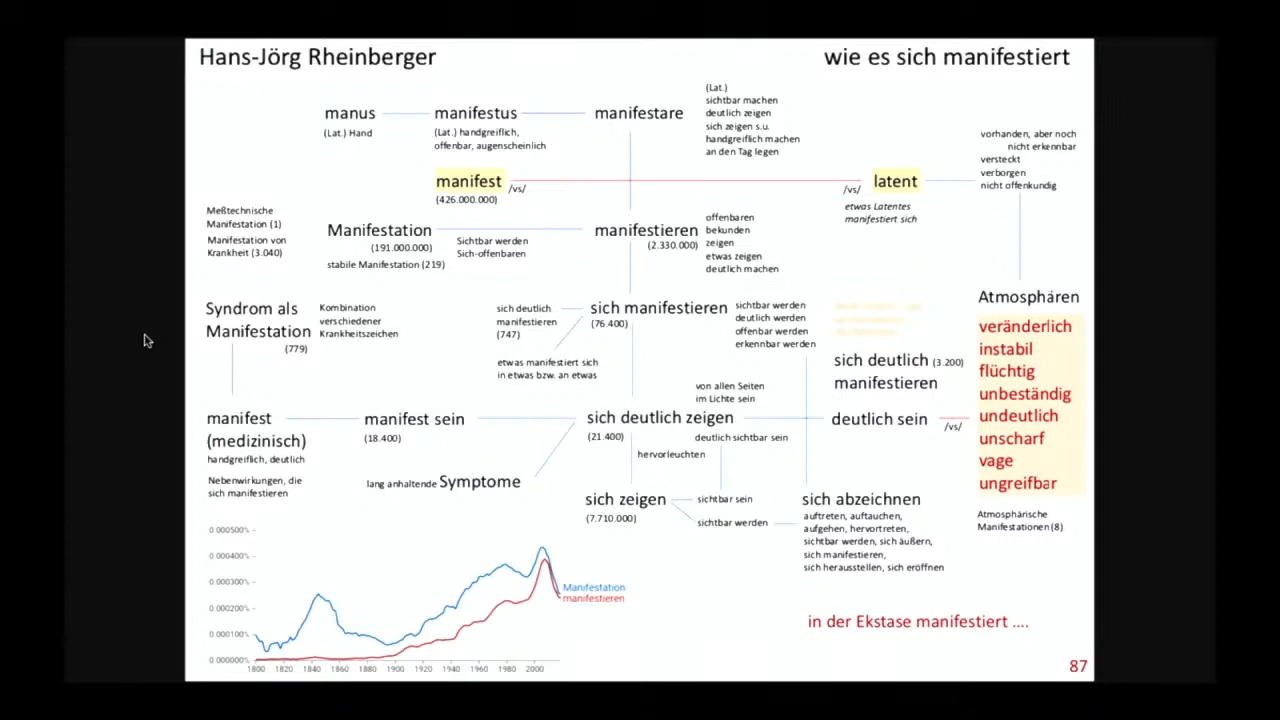 Hans-Jörg Rheinberger
wie es sich manifestiert
manus
(Lat.) Hand
manifestus
(Lat.) handgreiflich,
offenbar, augenscheinlich
manifestare
(Lat.)
sichtbar machen
deutlich zeigen
sich zeigen s.u.
handgreiflich machen
an den Tag legen
manifest
(426.000.000)
/vs/
/vs/
latent
etwas Latentes
manifestiert sich
vorhanden, aber noch
nicht erkennbar
versteckt
verborgen
nicht offenkundig
Meßtechnische
Manifestation (1)
Manifestation von
Krankheit (3.040)
Manifestation
(191.000.000)
stabile Manifestation (219)
Sichtbar werden
Sich-offenbaren
manifestieren
(2.330.000)
offenbaren
bekunden
zeigen
etwas zeigen
deutlich machen
Syndrom als
Manifestation
(779)
Kombination
verschiedener
Krankheitszeichen
sich deutlich
manifestieren
(747)
etwas manifestiert sich
in etwas bzw. an etwas
sich manifestieren
(76.400)
sichtbar werden
deutlich werden
offenbar werden
erkennbar werden
sich deutlich (3.200)
manifestieren
Atmosphären
veränderlich
instabil
flüchtig
unbeständig
undeutlich
unscharf
vage
ungreifbar
Atmosphärische
Manifestationen (8)
manifest
(medizinisch)
handgreiflich, deutlich
Nebenwirkungen, die
sich manifestieren
manifest sein
(18.400)
lang anhaltende Symptome
sich deutlich zeigen
(21.400)
von allen Seiten
im Lichte sein
deutlich sichtbar sein
hervorleuchten
deutlich sein
/vs/
sich zeigen
(7.710.000)
sichtbar sein
sichtbar werden
sich abzeichnen
auftreten, auftauchen,
aufgehen, hervortreten,
sichtbar werden, sich äußern,
sich manifestieren,
sich herausstellen, sich eröffnen
0.000500%
0.000400%
0.000300%
0.000200%
0.000100%
0.000000%
1800 1820 1840 1860 1880 1900 1920 1940 1960 1980 2000
Manifestation
manifestieren
in der Ekstase manifestiert ....
87